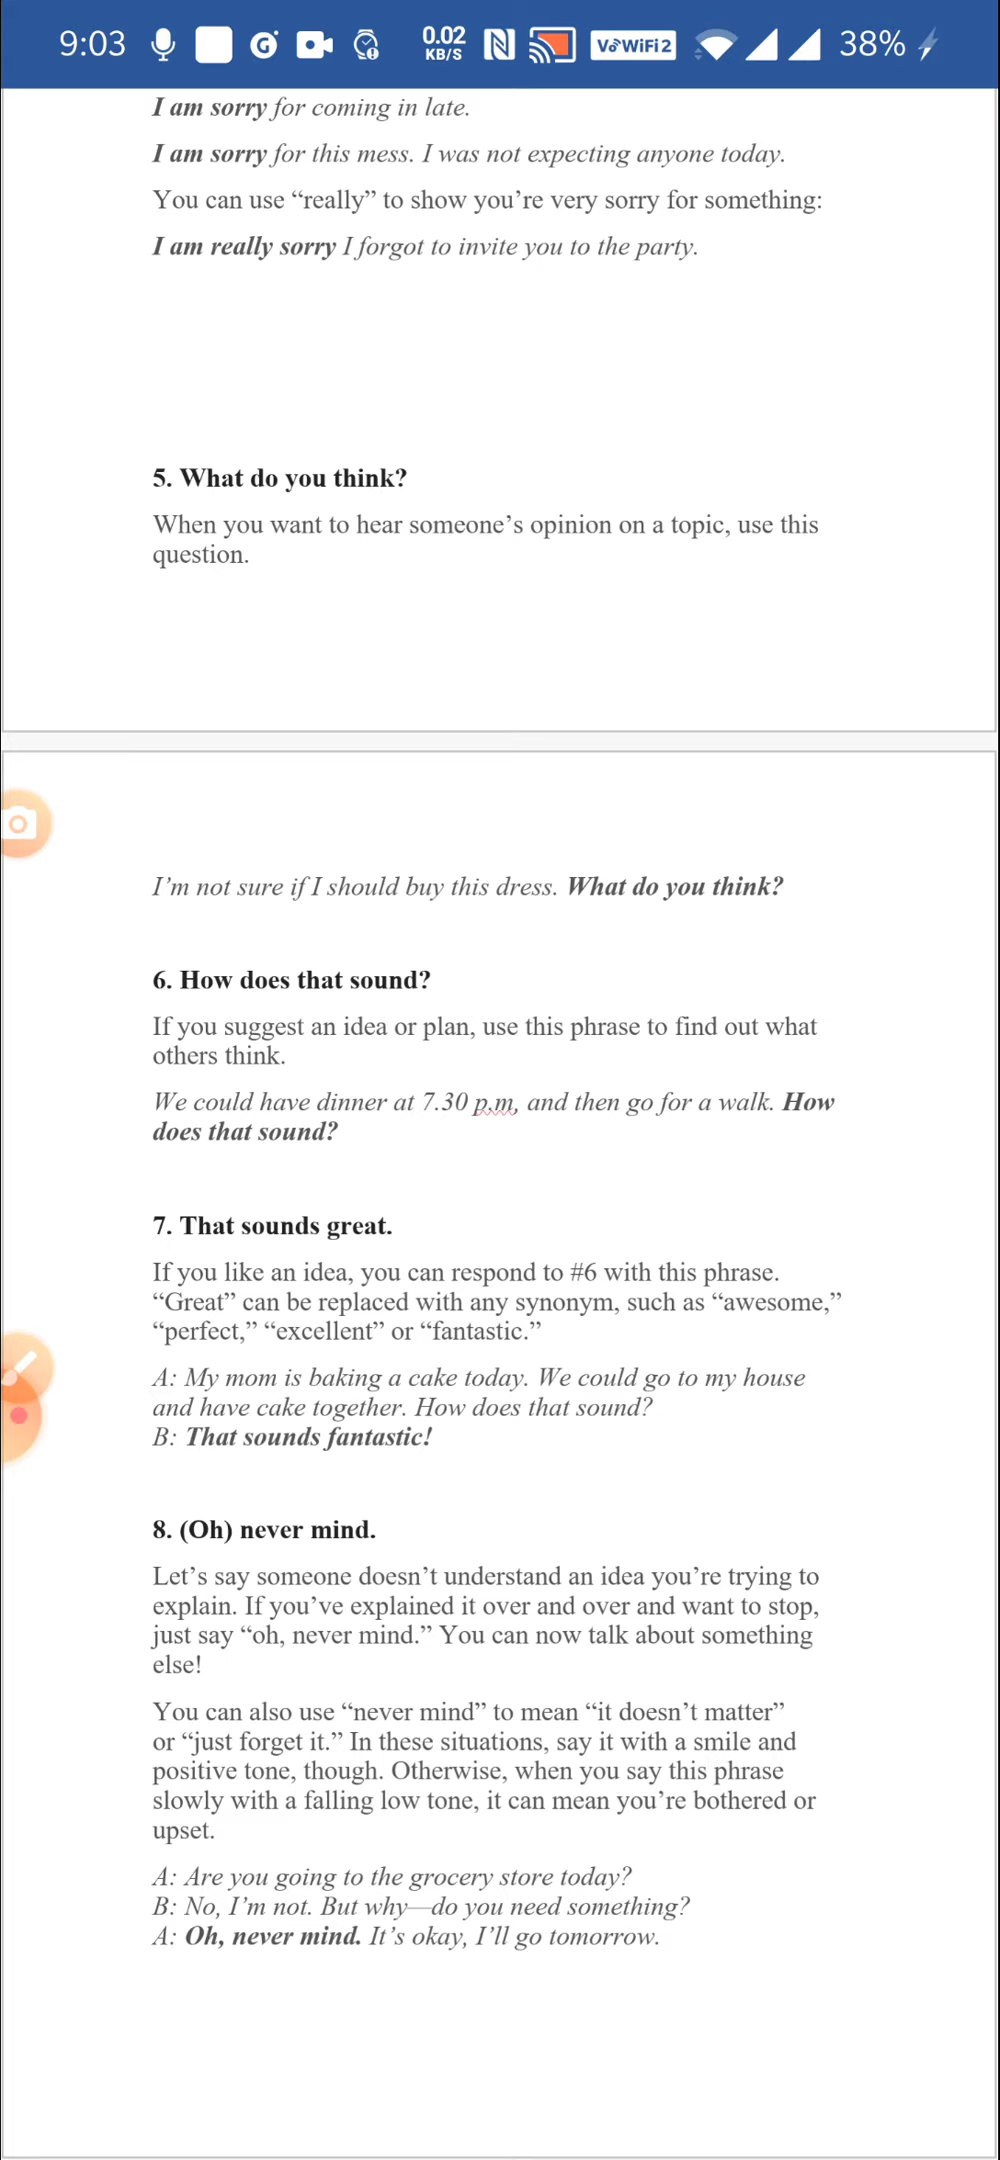 9:03
G
0.02
KB/S
N
VoWiFi2
38%
I am sorry for coming in late.
I am sorry for this mess. I was not expecting anyone today.
You can use “really” to show you’re very sorry for something:
I am really sorry I forgot to invite you to the party.
5. What do you think?
When you want to hear someone’s opinion on a topic, use this
question.
I’m not sure if I should buy this dress. What do you think?
6. How does that sound?
If you suggest an idea or plan, use this phrase to find out what
others think.
We could have dinner at 7.30 p.m, and then go for a walk. How
does that sound?
7. That sounds great.
If you like an idea, you can respond to #6 with this phrase.
“Great” can be replaced with any synonym, such as “awesome,”
“perfect,” “excellent” or “fantastic.”
A: My mom is baking a cake today. We could go to my house
and have cake together. How does that sound?
B: That sounds fantastic!
8. (Oh) never mind.
Let’s say someone doesn’t understand an idea you’re trying to
explain. If you’ve explained it over and over and want to stop,
just say “oh, never mind.” You can now talk about something
else!
You can also use “never mind” to mean “it doesn’t matter”
or “just forget it.” In these situations, say it with a smile and
positive tone, though. Otherwise, when you say this phrase
slowly with a falling low tone, it can mean you’re bothered or
upset.
A: Are you going to the grocery store today?
B: No, I’m not. But why—do you need something?
A: Oh, never mind. It’s okay, I’ll go tomorrow.